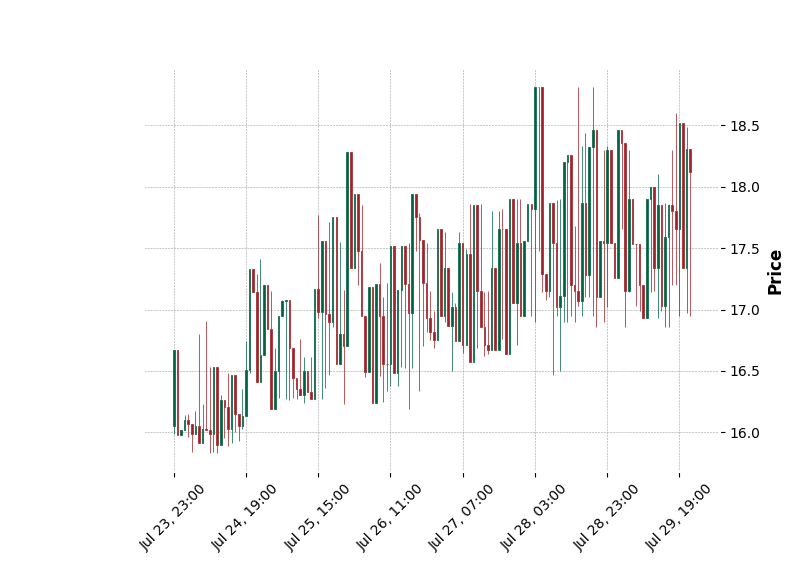 18.5
18.0
17.5
17.0
16.5
16.0
Price
Jul 23, 23:00
Jul 24, 19:00
Jul 25, 15:00
Jul 26, 11:00
Jul 27, 07:00
Jul 28, 03:00
Jul 28, 23:00
Jul 29, 19:00